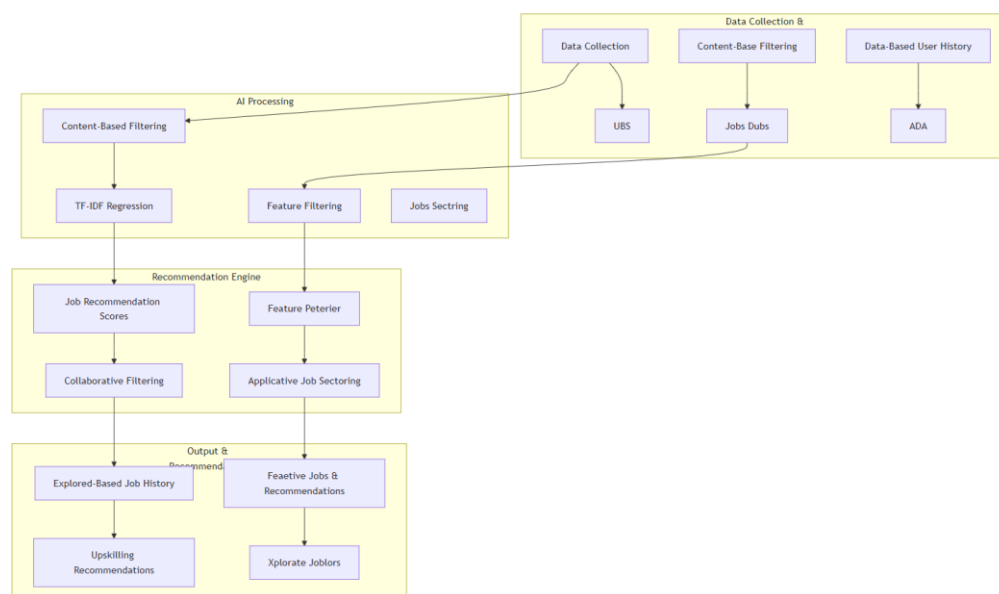 Data Collection &
Data Collection
Content-Base Filtering
Data-Based User History
UBS
Jobs Dubs
ADA
AI Processing
Content-Based Filtering
TF-IDF Regression
Feature Filtering
Jobs Sectring
Recommendation Engine
Job Recommendation
Scores
Feature Peterier
Collaborative Filtering
Applicative Job Sectoring
Output &
Recommenda
Explored-Based Job History
Feaetive Jobs &
Recommendations
Upskilling
Recommendations
Xplorate Joblors